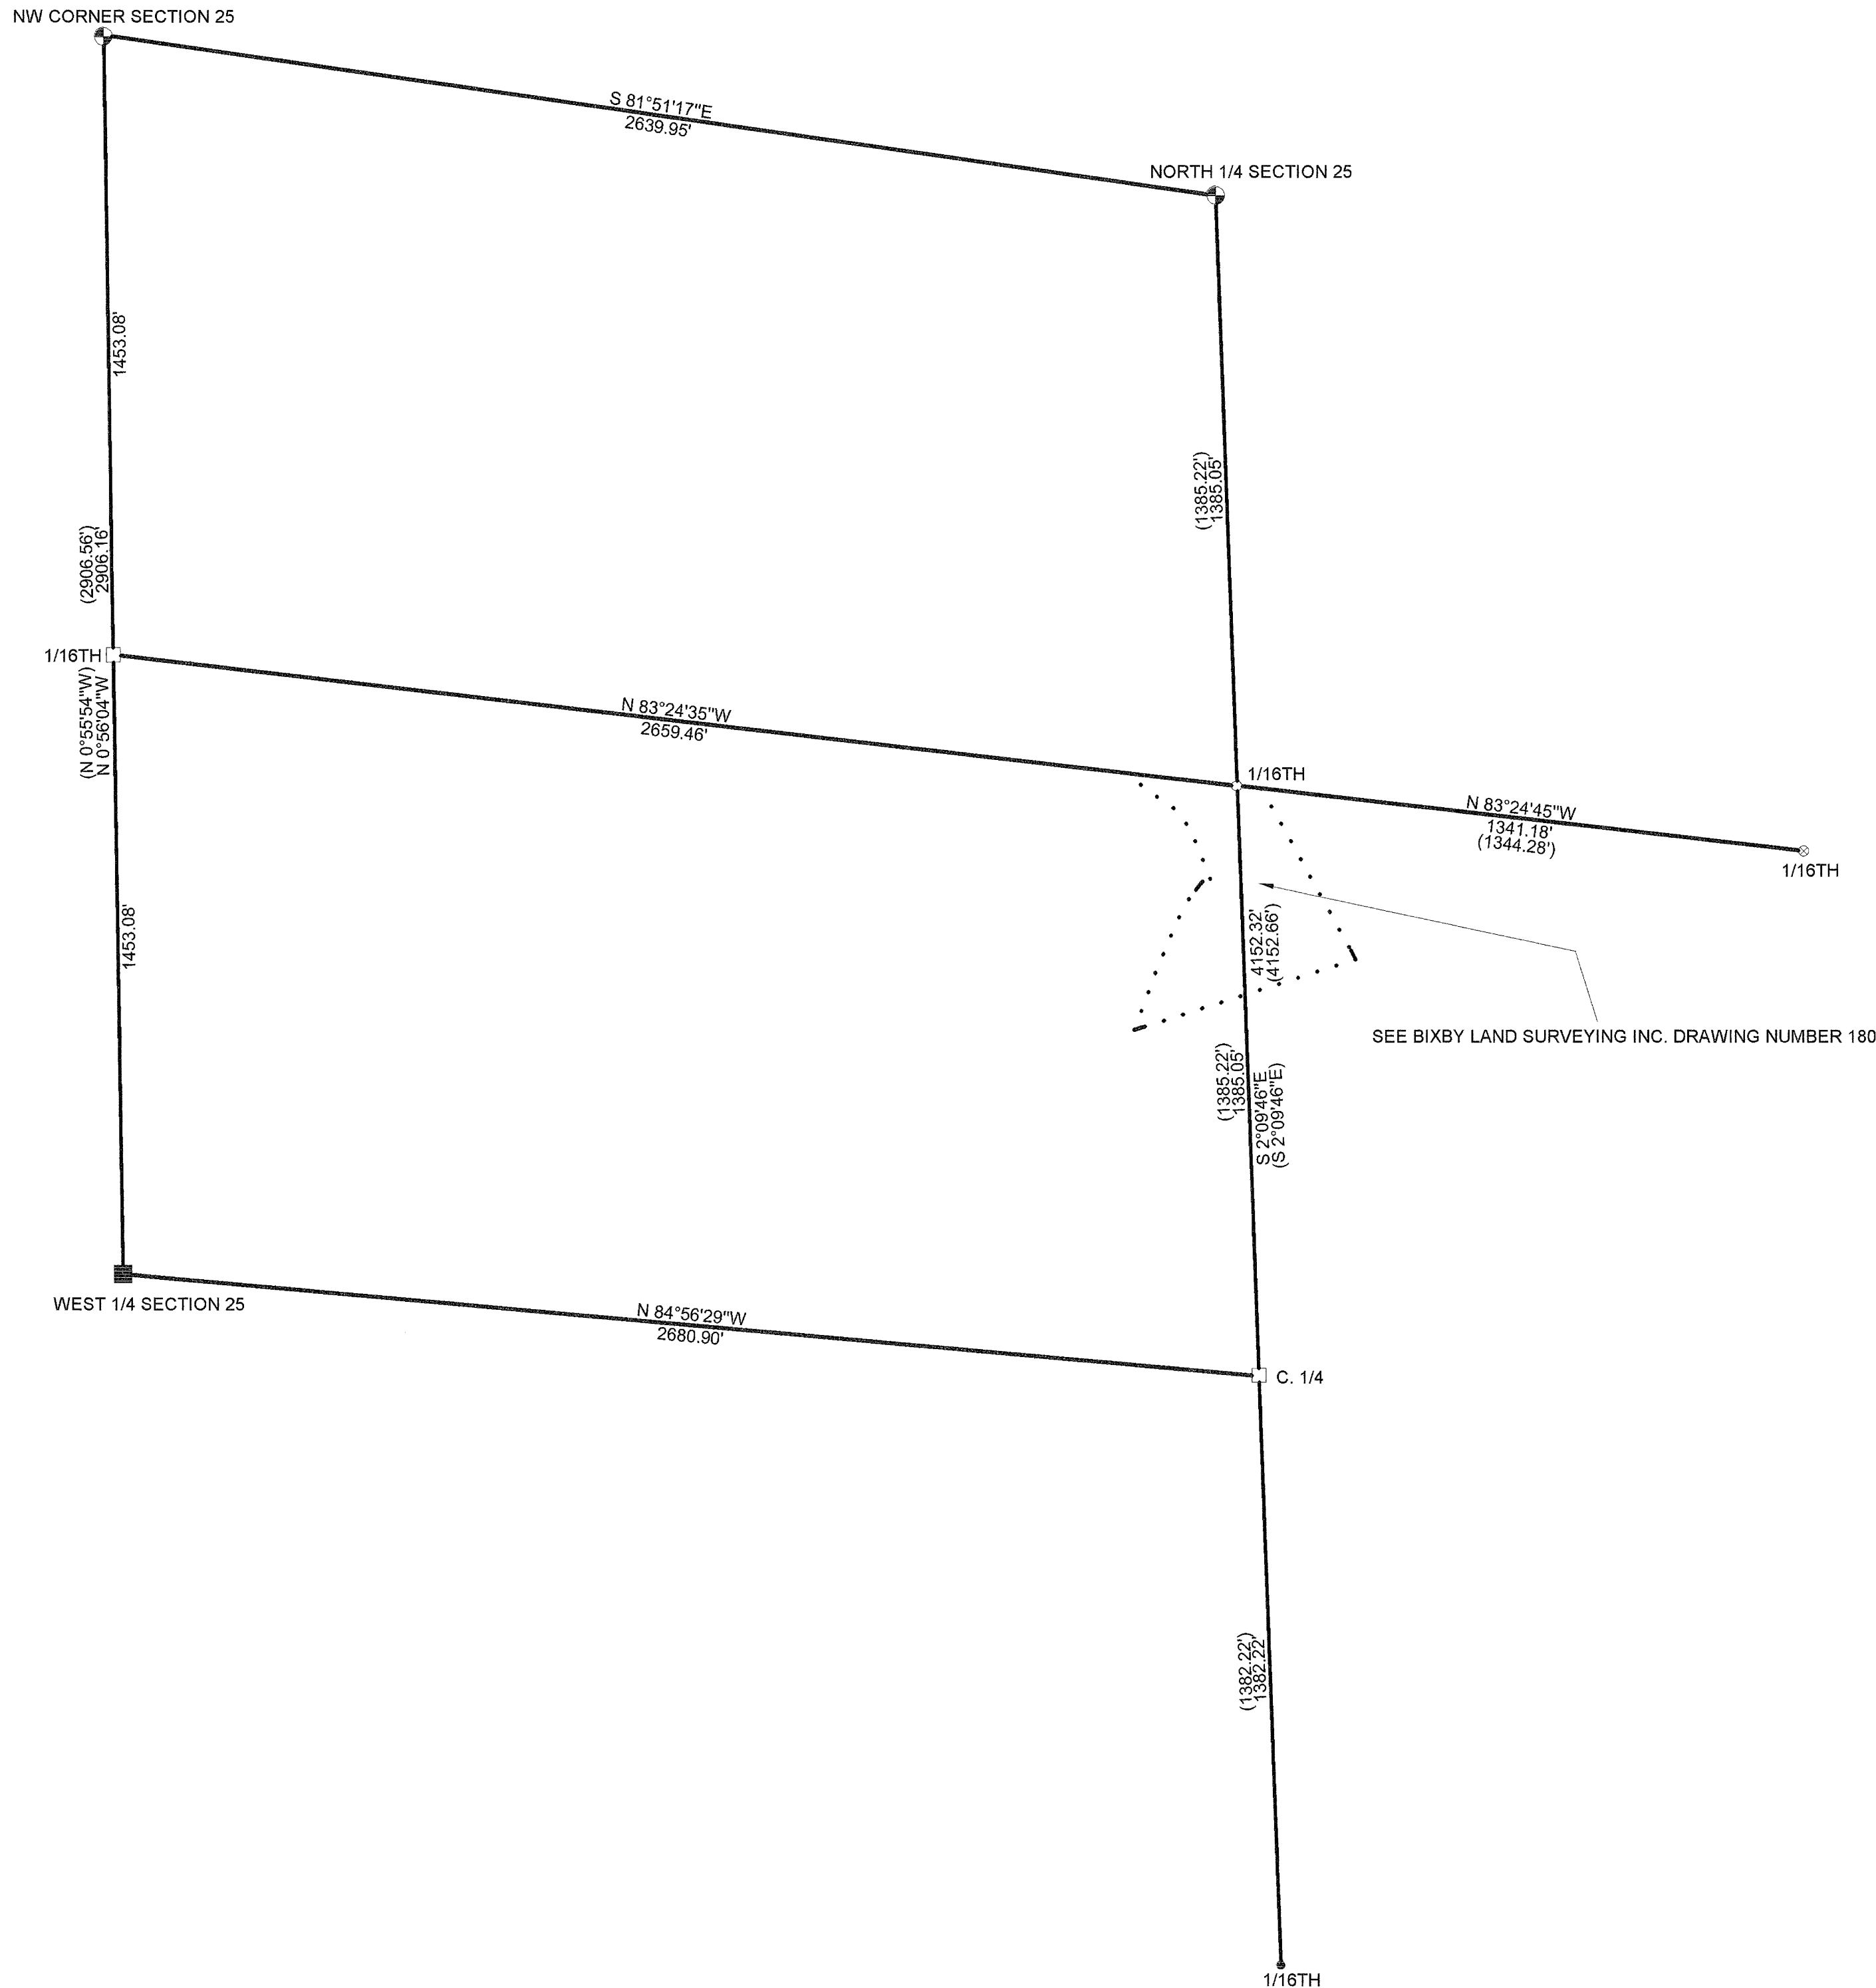 NW CORNER SECTION 25
S 81°51'17"E
2639.95'
NORTH 1/4 SECTION 25
1453.08'
(1385.22')
1385.05'
(2906.56')
2906.16'
1/16TH
(N 0°55'54"W)
N 0°56'04"W
N 83°24'35"W
2659.46'
1/16TH
N 83°24'45"W
1341.18'
(1344.28')
1/16TH
1453.08'
4152.32'
(4152.66')
SEE BIXBY LAND SURVEYING INC. DRAWING NUMBER 180
(1385.22')
1385.05'
S 2°09'46"E
(S 2°09'46"E)
WEST 1/4 SECTION 25
N 84°56'29"W
2680.90'
C. 1/4
(1382.22')
1382.22'
1/16TH